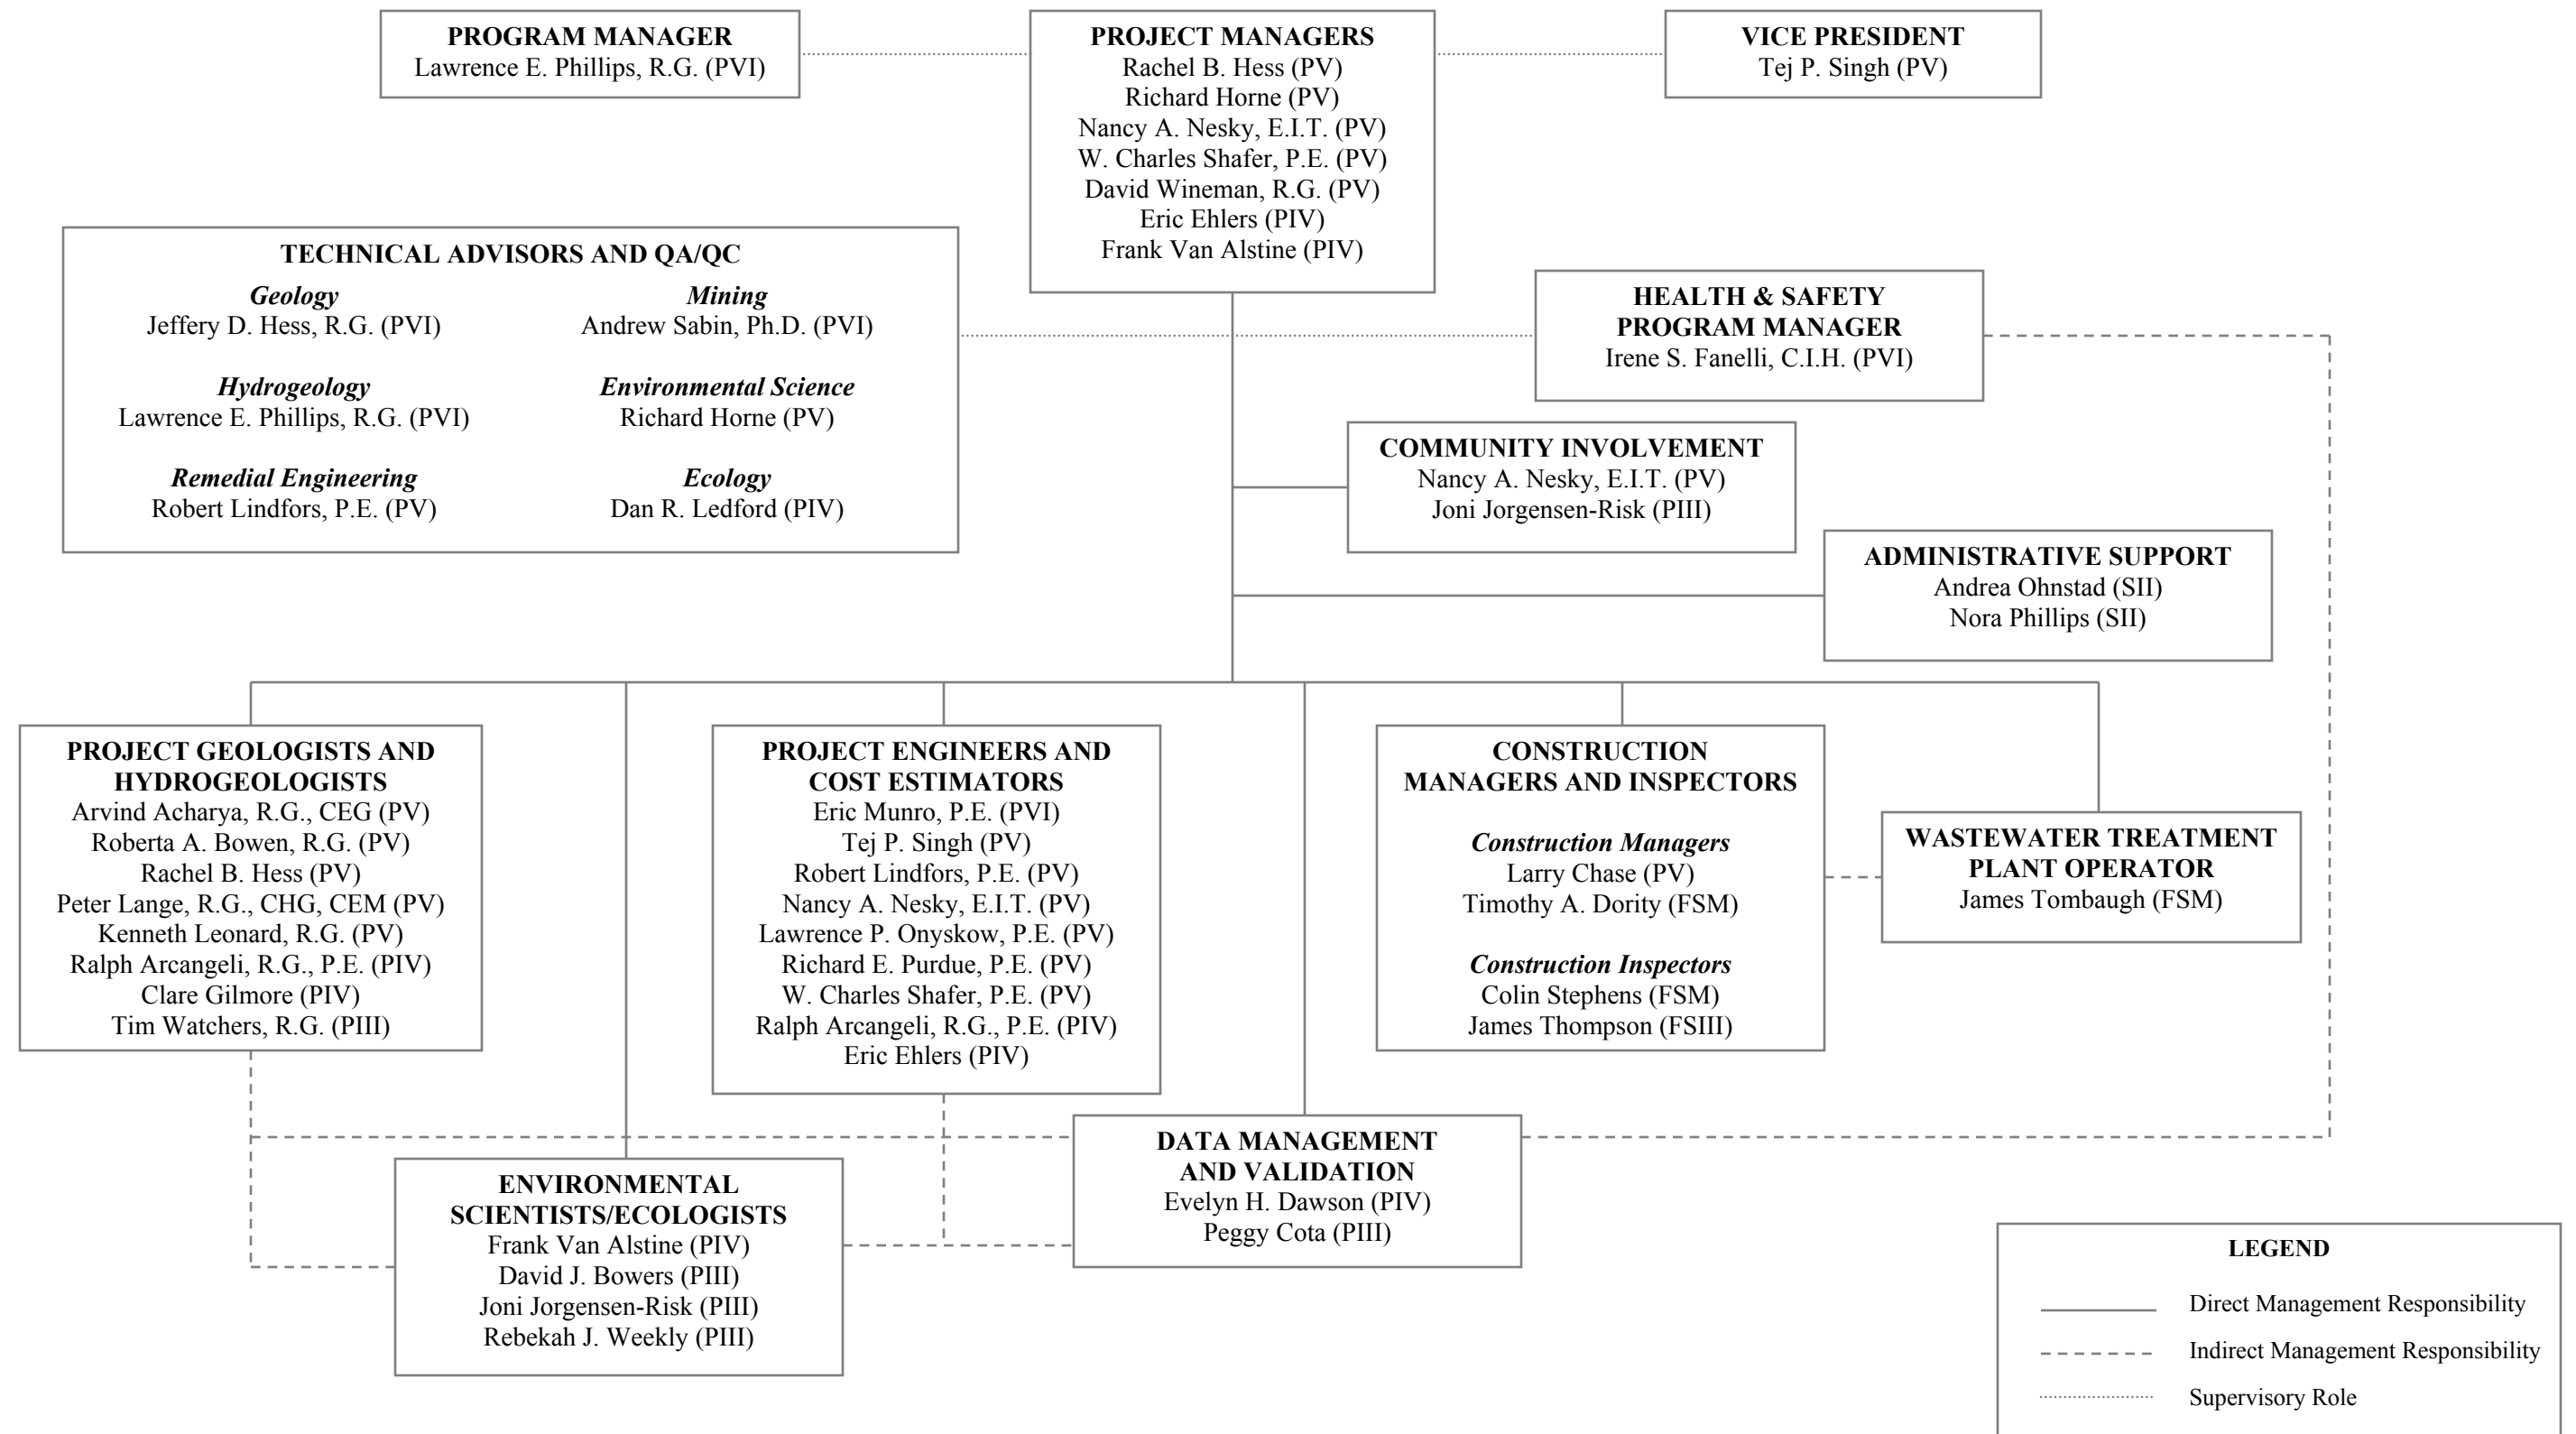 PROGRAM MANAGER
Lawrence E. Phillips, R.G. (PVI)
PROJECT MANAGERS
Rachel B. Hess (PV)
Richard Horne (PV)
Nancy A. Nesky, E.I.T. (PV)
W. Charles Shafer, P.E. (PV)
David Wineman, R.G. (PV)
Eric Ehlers (PIV)
Frank Van Alstine (PIV)
VICE PRESIDENT
Tej P. Singh (PV)
TECHNICAL ADVISORS AND QA/QC
Geology
Jeffery D. Hess, R.G. (PVI)
Mining
Andrew Sabin, Ph.D. (PVI)
Hydrogeology
Lawrence E. Phillips, R.G. (PVI)
Environmental Science
Richard Horne (PV)
Remedial Engineering
Robert Lindfors, P.E. (PV)
Ecology
Dan R. Ledford (PIV)
HEALTH & SAFETY
PROGRAM MANAGER
Irene S. Fanelli, C.I.H. (PVI)
COMMUNITY INVOLVEMENT
Nancy A. Nesky, E.I.T. (PV)
Joni Jorgensen-Risk (PIII)
ADMINISTRATIVE SUPPORT
Andrea Ohnstad (SII)
Nora Phillips (SII)
PROJECT GEOLOGISTS AND
HYDROGEOLOGISTS
Arvind Acharya, R.G., CEG (PV)
Roberta A. Bowen, R.G. (PV)
Rachel B. Hess (PV)
Peter Lange, R.G., CHG, CEM (PV)
Kenneth Leonard, R.G. (PV)
Ralph Arcangeli, R.G., P.E. (PIV)
Clare Gilmore (PIV)
Tim Watchers, R.G. (PIII)
PROJECT ENGINEERS AND
COST ESTIMATORS
Eric Munro, P.E. (PVI)
Tej P. Singh (PV)
Robert Lindfors, P.E. (PV)
Nancy A. Nesky, E.I.T. (PV)
Lawrence P. Onyskow, P.E. (PV)
Richard E. Purdue, P.E. (PV)
W. Charles Shafer, P.E. (PV)
Ralph Arcangeli, R.G., P.E. (PIV)
Eric Ehlers (PIV)
CONSTRUCTION
MANAGERS AND INSPECTORS
Construction Managers
Larry Chase (PV)
Timothy A. Dority (FSM)
Construction Inspectors
Colin Stephens (FSM)
James Thompson (FSIII)
WASTEWATER TREATMENT
PLANT OPERATOR
James Tombaugh (FSM)
ENVIRONMENTAL
SCIENTISTS/ECOLOGISTS
Frank Van Alstine (PIV)
David J. Bowers (PIII)
Joni Jorgensen-Risk (PIII)
Rebekah J. Weekly (PIII)
DATA MANAGEMENT
AND VALIDATION
Evelyn H. Dawson (PIV)
Peggy Cota (PIII)
LEGEND
Direct Management Responsibility
Indirect Management Responsibility
Supervisory Role